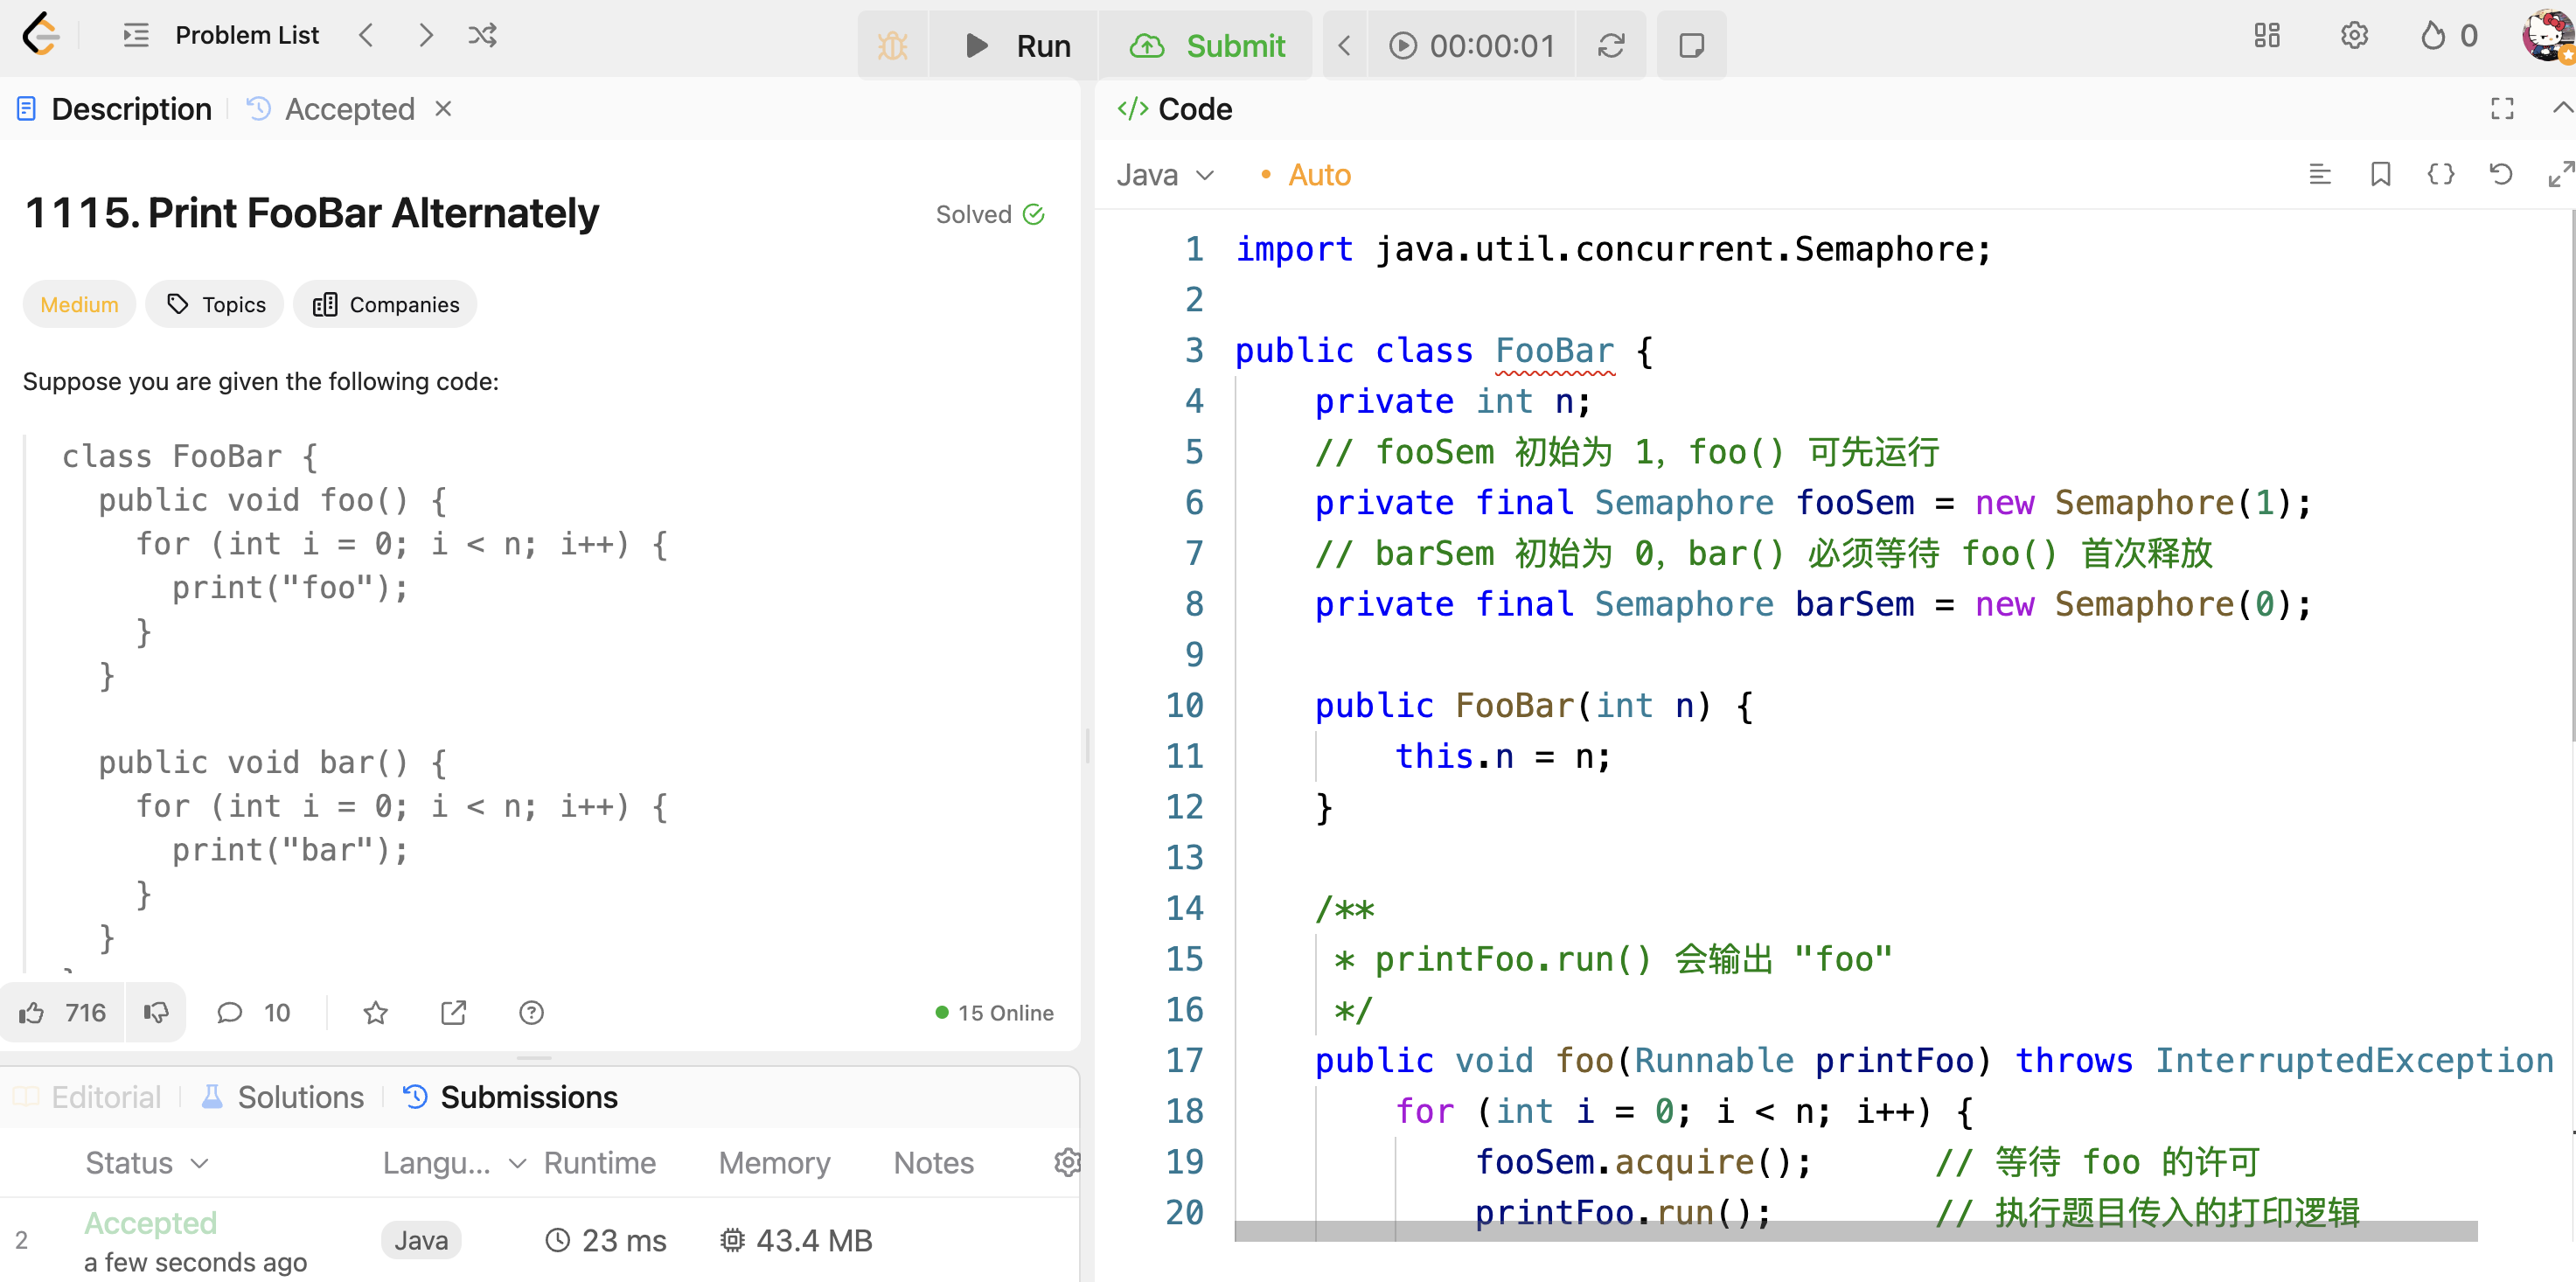 Problem List
Run
Submit
00:00:01
0
Description
Accepted
1115. Print FooBar Alternately
Solved
Medium
Topics
Companies
Suppose you are given the following code:
class FooBar {
  public void foo() {
    for (int i = 0; i < n; i++) {
      print("foo");
    }
  }

  public void bar() {
    for (int i = 0; i < n; i++) {
      print("bar");
    }
  }
716
10
15 Online
Editorial
Solutions
Submissions
Status
Langu...
Runtime
Memory
Notes
2
Accepted
a few seconds ago
Java
23 ms
43.4 MB
</> Code
Java
Auto
1 import java.util.concurrent.Semaphore;
2
3 public class FooBar {
4     private int n;
5     // fooSem 初始为 1, foo() 可先运行
6     private final Semaphore fooSem = new Semaphore(1);
7     // barSem 初始为 0, bar() 必须等待 foo() 首次释放
8     private final Semaphore barSem = new Semaphore(0);
9
10     public FooBar(int n) {
11         this.n = n;
12     }
13
14     /**
15      * printFoo.run() 会输出 "foo"
16      */
17     public void foo(Runnable printFoo) throws InterruptedException
18         for (int i = 0; i < n; i++) {
19             fooSem.acquire();      // 等待 foo 的许可
20             printFoo.run();        // 执行题目传入的打印逻辑